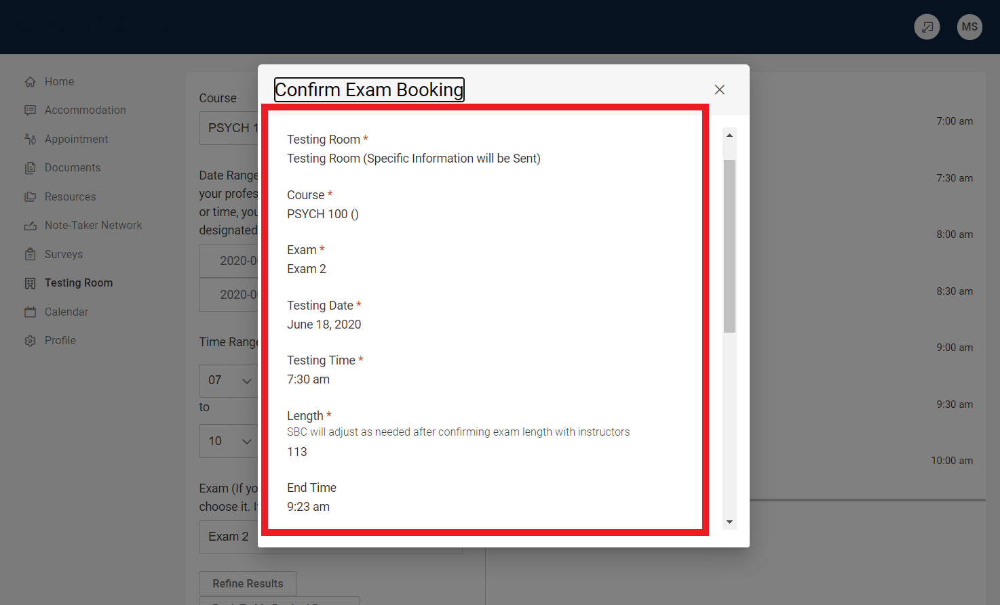 MS
Home
Accommodation
Appointment
Documents
Resources
Note-Taker Network
Surveys
Testing Room
Calendar
Profile
Course
PSYCH 1
Date Range
your profes
or time, you
designated
2020-0
2020-0
Time Range
07
to
10
Exam (If yo
choose it. I
Exam 2
Refine Results
Confirm Exam Booking
Testing Room *
Testing Room (Specific Information will be Sent)
Course *
PSYCH 100 ()
Exam *
Exam 2
Testing Date *
June 18, 2020
Testing Time *
7:30 am
Length *
SBC will adjust as needed after confirming exam length with instructors
113
End Time
9:23 am
7:00 am
7:30 am
8:00 am
8:30 am
9:00 am
9:30 am
10:00 am